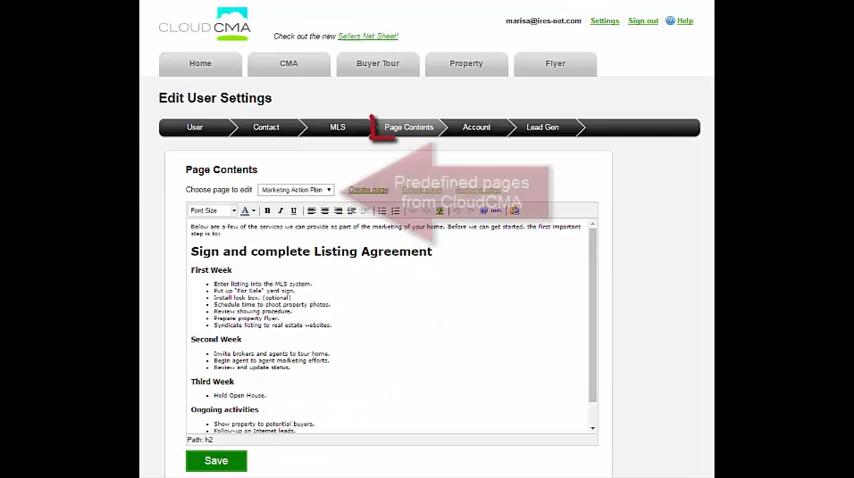 CLOUD CMA
Check out the new Sellers Net Sheet!
marisa@ires-net.com Settings Sign out Help
Home CMA Buyer Tour Property Flyer
Edit User Settings
User Contact MLS Page Contents Account Lead Gen
Page Contents
Choose page to edit Marketing Action Plan Create page
Predefined pages
from CloudCMA
Font Size A B I U
Below are a few of the services we can provide as part of the marketing of your home. Before we can get started, the first important
step is to:
Sign and complete Listing Agreement
First Week
Enter listing into the MLS system.
Put up "For Sale" yard sign.
Install lock box. (optional)
Schedule time to shoot property photos.
Review showing procedure.
Prepare property flyer.
Syndicate listing to real estate websites.
Second Week
Invite brokers and agents to tour home.
Begin agent to agent marketing efforts.
Review and update status.
Third Week
Hold Open House.
Ongoing activities
Show property to potential buyers.
Follow-up on Internet leads.
Path: h2
Save